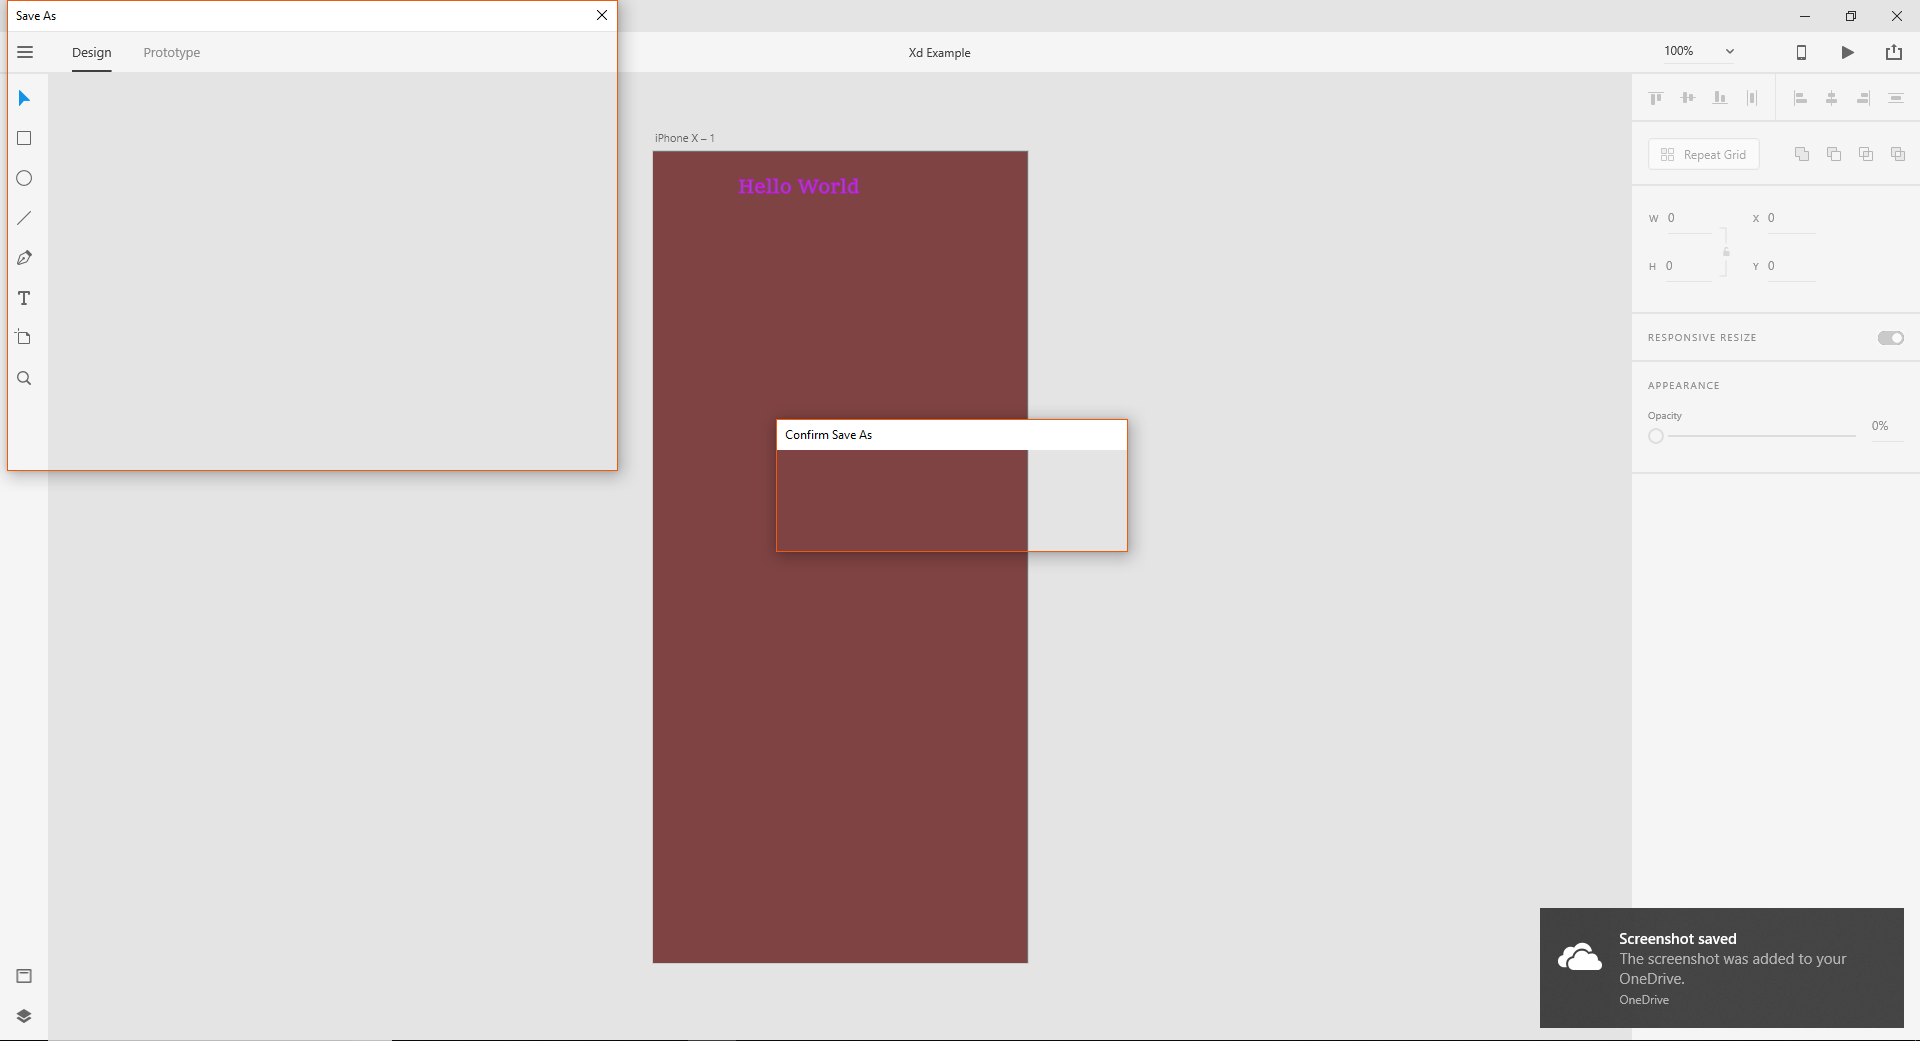 Save As
Design
Prototype
Xd Example
100%
iPhone X – 1
Hello World
Repeat Grid
W 0
X 0
H 0
Y 0
RESPONSIVE RESIZE
APPEARANCE
Opacity
0%
Confirm Save As
Screenshot saved
The screenshot was added to your
OneDrive.
OneDrive